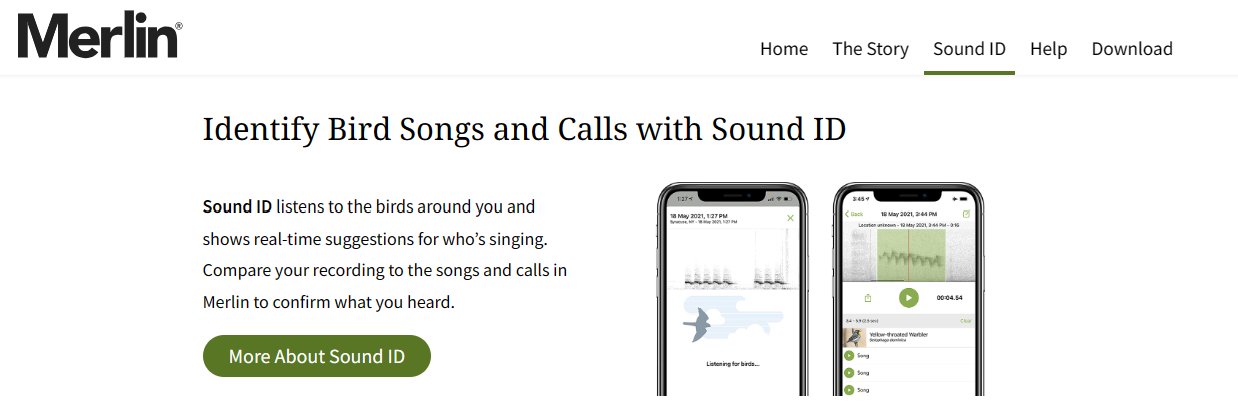 Merlin®
Home The Story Sound ID Help Download
Identify Bird Songs and Calls with Sound ID
Sound ID listens to the birds around you and
shows real-time suggestions for who's singing.
Compare your recording to the songs and calls in
Merlin to confirm what you heard.
More About Sound ID
1:27
18 May 2021, 1:27 PM
Syracuse, NY - 18 May 2021, 1:27 PM
Listening for birds...
3:45
Back 18 May 2021, 3:44 PM
Location unknown - 18 May 2021, 3:44 PM - 3:16
00:04.54
Clear
Yellow-throated Warbler
Setophaga dominica
Song
Song
Song